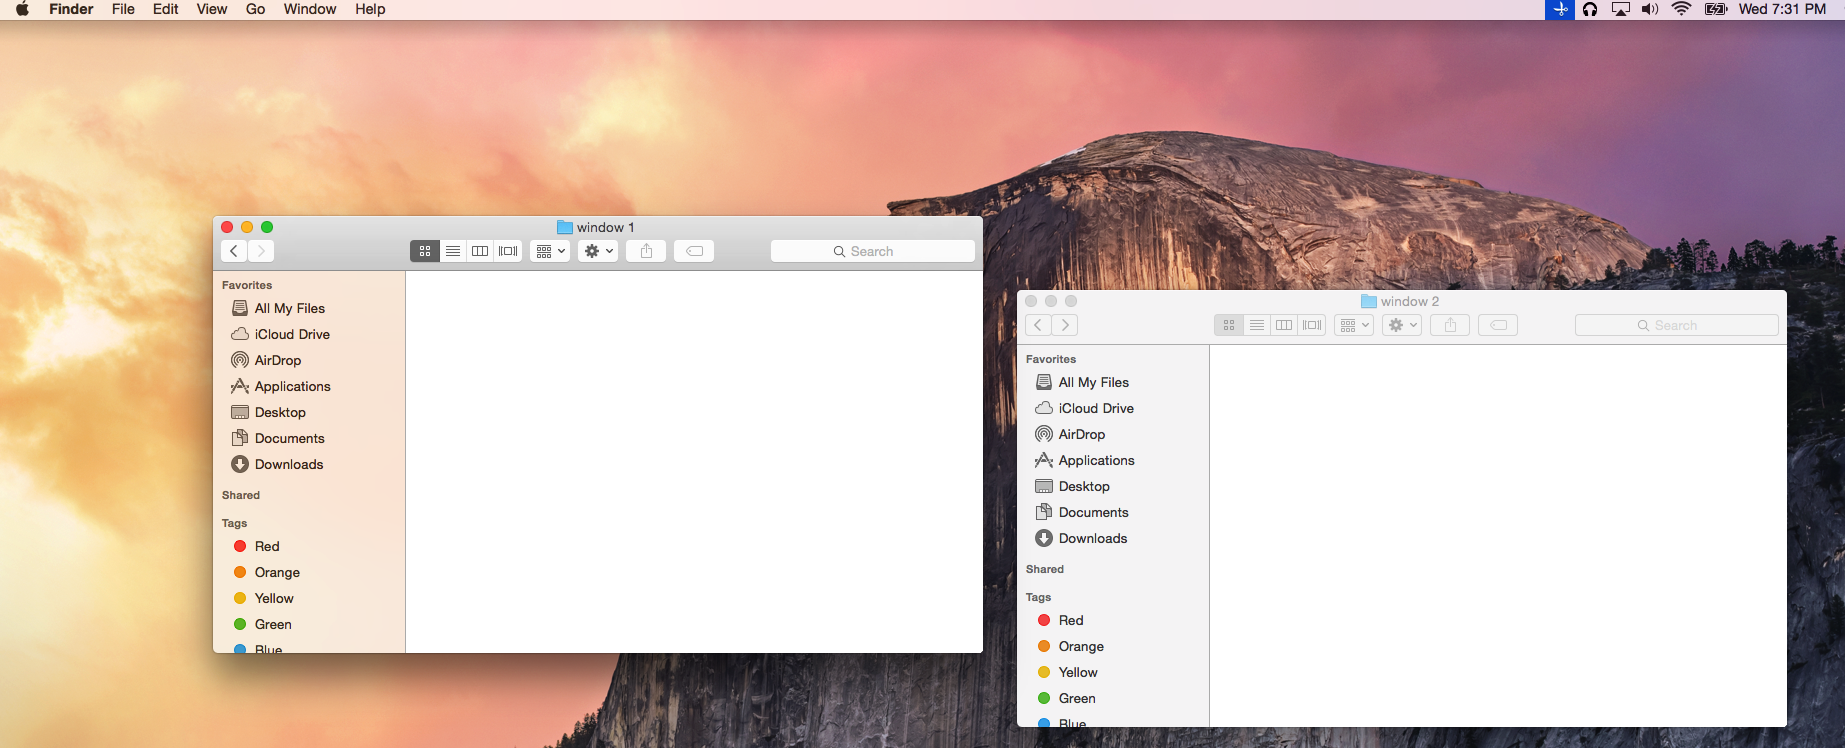 Finder File Edit View Go Window Help Wed 7:31 PM
window 1
Search
Favorites
All My Files
iCloud Drive
AirDrop
Applications
Desktop
Documents
Downloads
Shared
Tags
Red
Orange
Yellow
Green
Blue
window 2
Search
Favorites
All My Files
iCloud Drive
AirDrop
Applications
Desktop
Documents
Downloads
Shared
Tags
Red
Orange
Yellow
Green
Blue